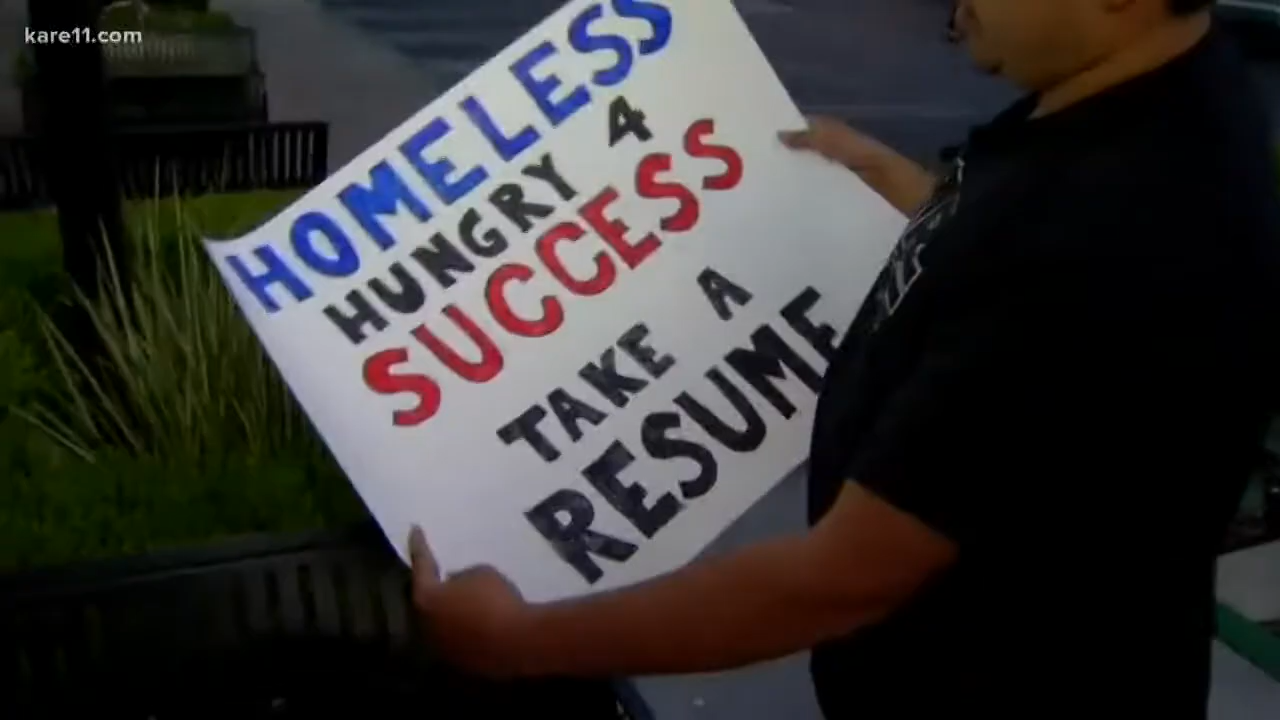 kare11.com
HOMELESS
HUNGRY 4
SUCCESS
TAKE A
RESUME